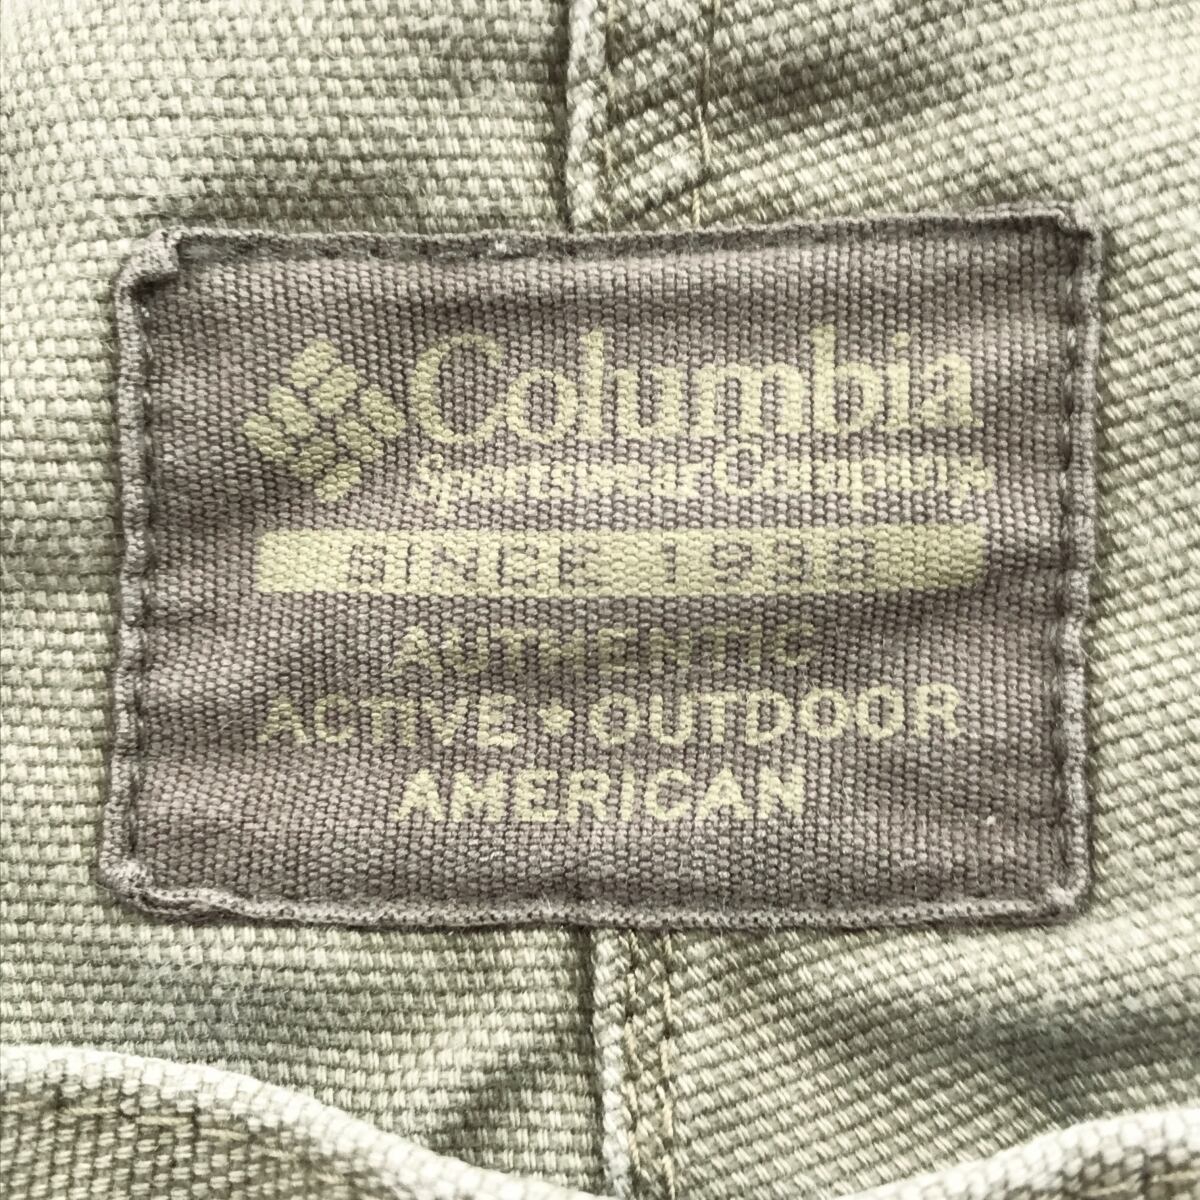 Columbia
Sportswear Company
SINCE 1938
AUTHENTIC
ACTIVE • OUTDOOR
AMERICAN